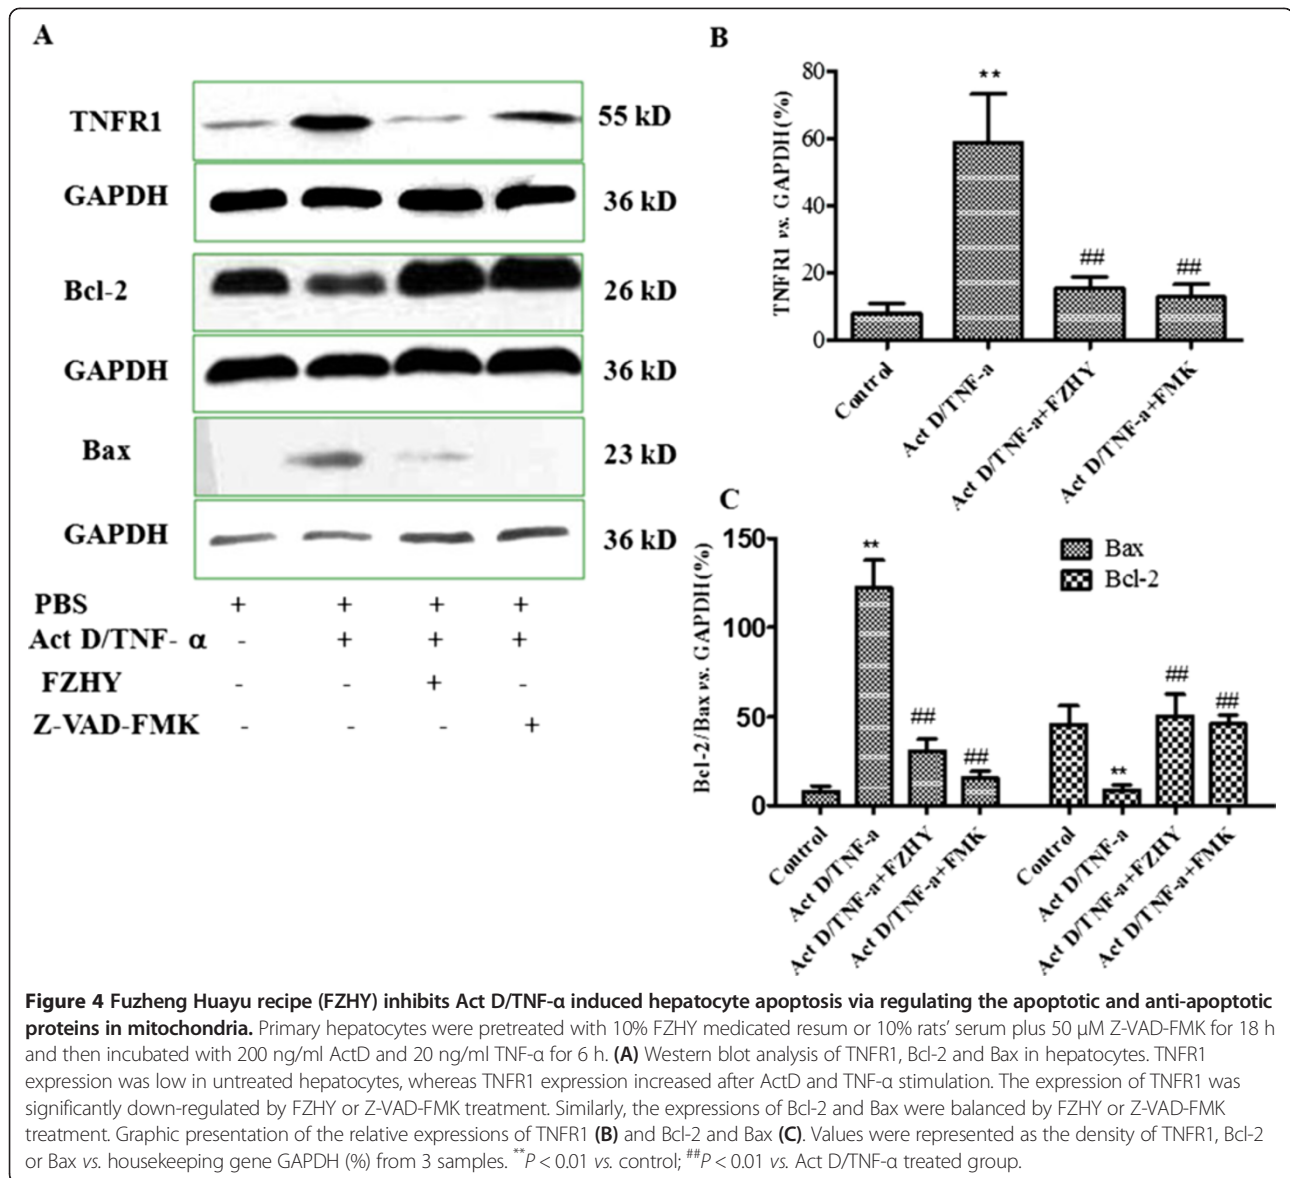 A
TNFR1 55 kD
GAPDH 36 kD
Bcl-2 26 kD
GAPDH 36 kD
Bax 23 kD
GAPDH 36 kD
PBS + + + +
Act D/TNF- α - + + +
FZHY - - + -
Z-VAD-FMK - - - +
B
TNFR1 vs. GAPDH(%)
80
60
40
20
0
**
##
##
Control
Act D/TNF-a
Act D/TNF-a+FZHY
Act D/TNF-a+FMK
C
Bcl-2/Bax vs. GAPDH(%)
150
100
50
0
Bax
Bcl-2
**
##
##
**
##
##
Control
Act D/TNF-a
Act D/TNF-a+FZHY
Act D/TNF-a+FMK
Control
Act D/TNF-a
Act D/TNF-a+FZHY
Act D/TNF-a+FMK
Figure 4 Fuzheng Huayu recipe (FZHY) inhibits Act D/TNF-α induced hepatocyte apoptosis via regulating the apoptotic and anti-apoptotic
proteins in mitochondria. Primary hepatocytes were pretreated with 10% FZHY medicated resum or 10% rats' serum plus 50 μM Z-VAD-FMK for 18 h
and then incubated with 200 ng/ml ActD and 20 ng/ml TNF-α for 6 h. (A) Western blot analysis of TNFR1, Bcl-2 and Bax in hepatocytes. TNFR1
expression was low in untreated hepatocytes, whereas TNFR1 expression increased after ActD and TNF-α stimulation. The expression of TNFR1 was
significantly down-regulated by FZHY or Z-VAD-FMK treatment. Similarly, the expressions of Bcl-2 and Bax were balanced by FZHY or Z-VAD-FMK
treatment. Graphic presentation of the relative expressions of TNFR1 (B) and Bcl-2 and Bax (C). Values were represented as the density of TNFR1, Bcl-2
or Bax vs. housekeeping gene GAPDH (%) from 3 samples. **P < 0.01 vs. control; ##P < 0.01 vs. Act D/TNF-α treated group.